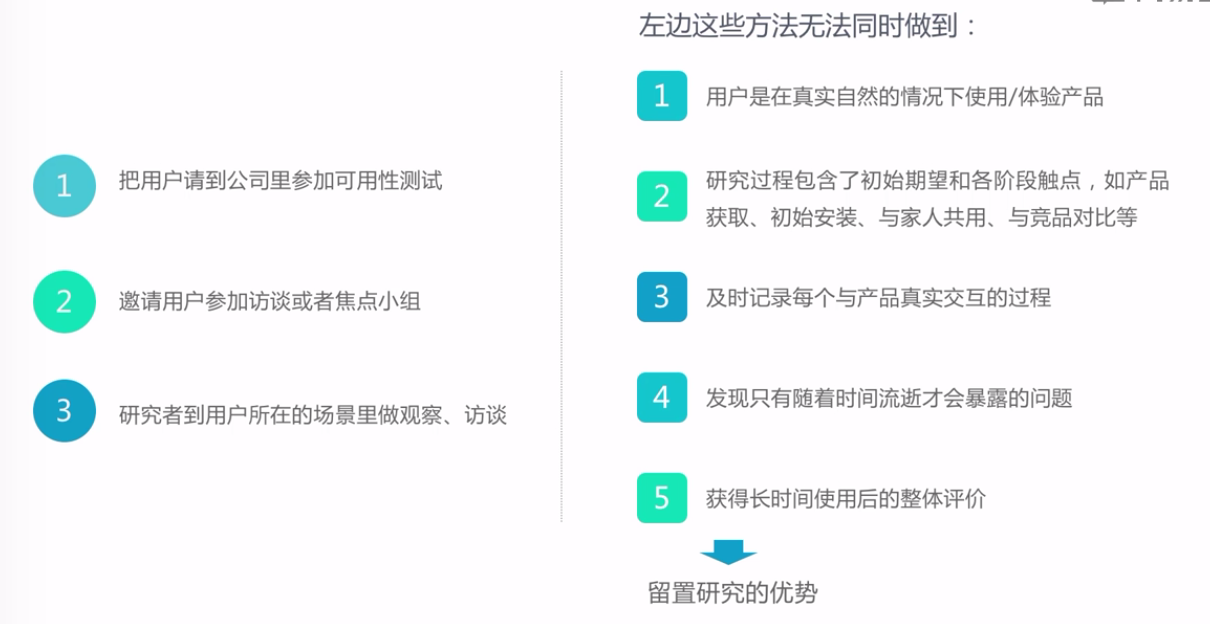 1
把用户请到公司里参加可用性测试
2
邀请用户参加访谈或者焦点小组
3
研究者到用户所在的场景里做观察、访谈
左边这些方法无法同时做到：
1
用户是在真实自然的情况下使用/体验产品
2
研究过程包含了初始期望和各阶段触点，如产品
获取、初始安装、与家人共用、与竞品对比等
3
及时记录每个与产品真实交互的过程
4
发现只有随着时间流逝才会暴露的问题
5
获得长时间使用后的整体评价
留置研究的优势